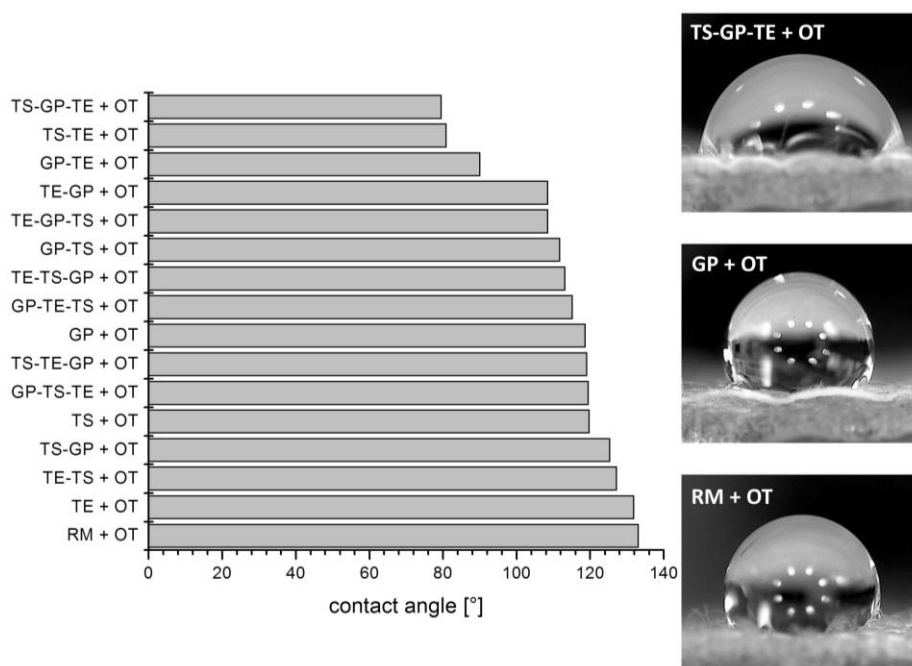 TS-GP-TE + OT
TS-TE + OT
GP-TE + OT
TE-GP + OT
TE-GP-TS + OT
GP-TS + OT
TE-TS-GP + OT
GP-TE-TS + OT
GP + OT
TS-TE-GP + OT
GP-TS-TE + OT
TS + OT
TS-GP + OT
TE-TS + OT
TE + OT
RM + OT
0 20 40 60 80 100 120 140
contact angle [°]
TS-GP-TE + OT
GP + OT
RM + OT